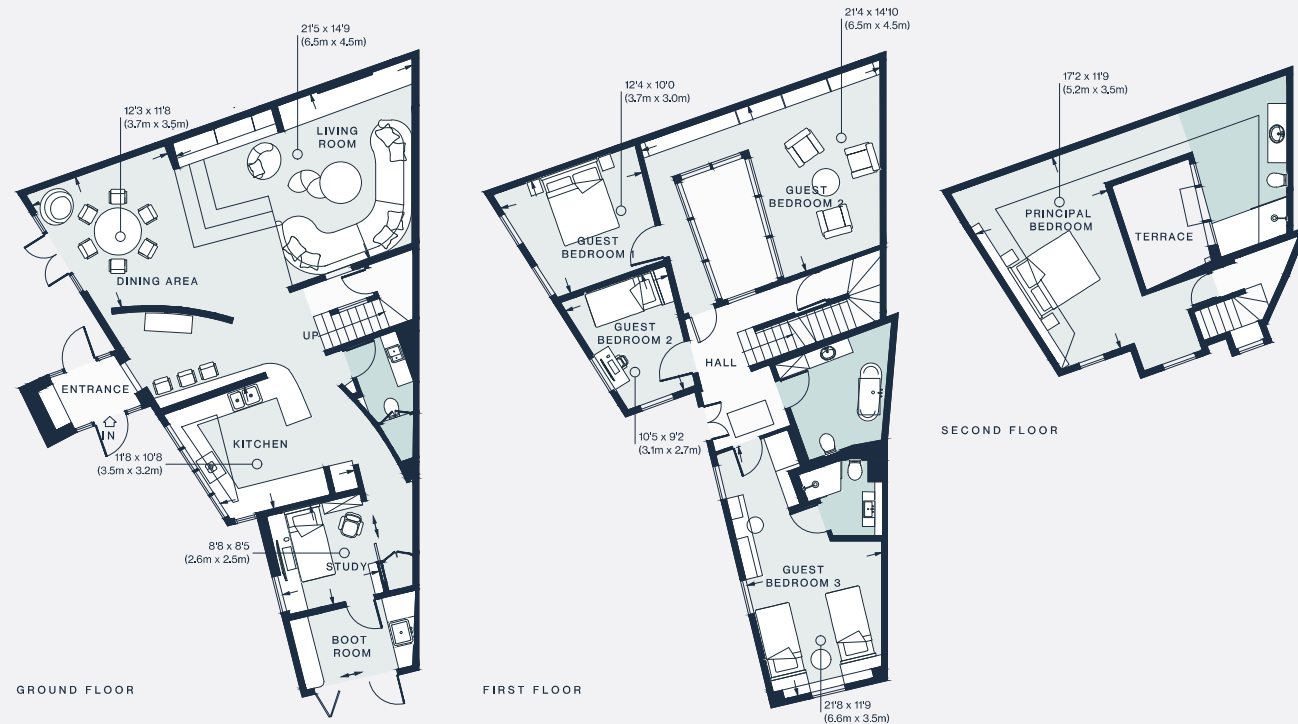 21'5 x 14'9
(6.5m x 4.5m)
12'3 x 11'8
(3.7m x 3.5m)
LIVING
ROOM
DINING AREA
UP
ENTRANCE
IN
KITCHEN
11'8 x 10'8
(3.5m x 3.2m)
8'8 x 8'5
(2.6m x 2.5m)
STUDY
BOOT
ROOM
GROUND FLOOR
21'4 x 14'10
(6.5m x 4.5m)
12'4 x 10'0
(3.7m x 3.0m)
GUEST
BEDROOM 2
GUEST
BEDROOM 1
GUEST
BEDROOM 2
HALL
10'5 x 9'2
(3.1m x 2.7m)
GUEST
BEDROOM 3
21'8 x 11'9
(6.6m x 3.5m)
FIRST FLOOR
17'2 x 11'9
(5.2m x 3.5m)
PRINCIPAL
BEDROOM
TERRACE
SECOND FLOOR